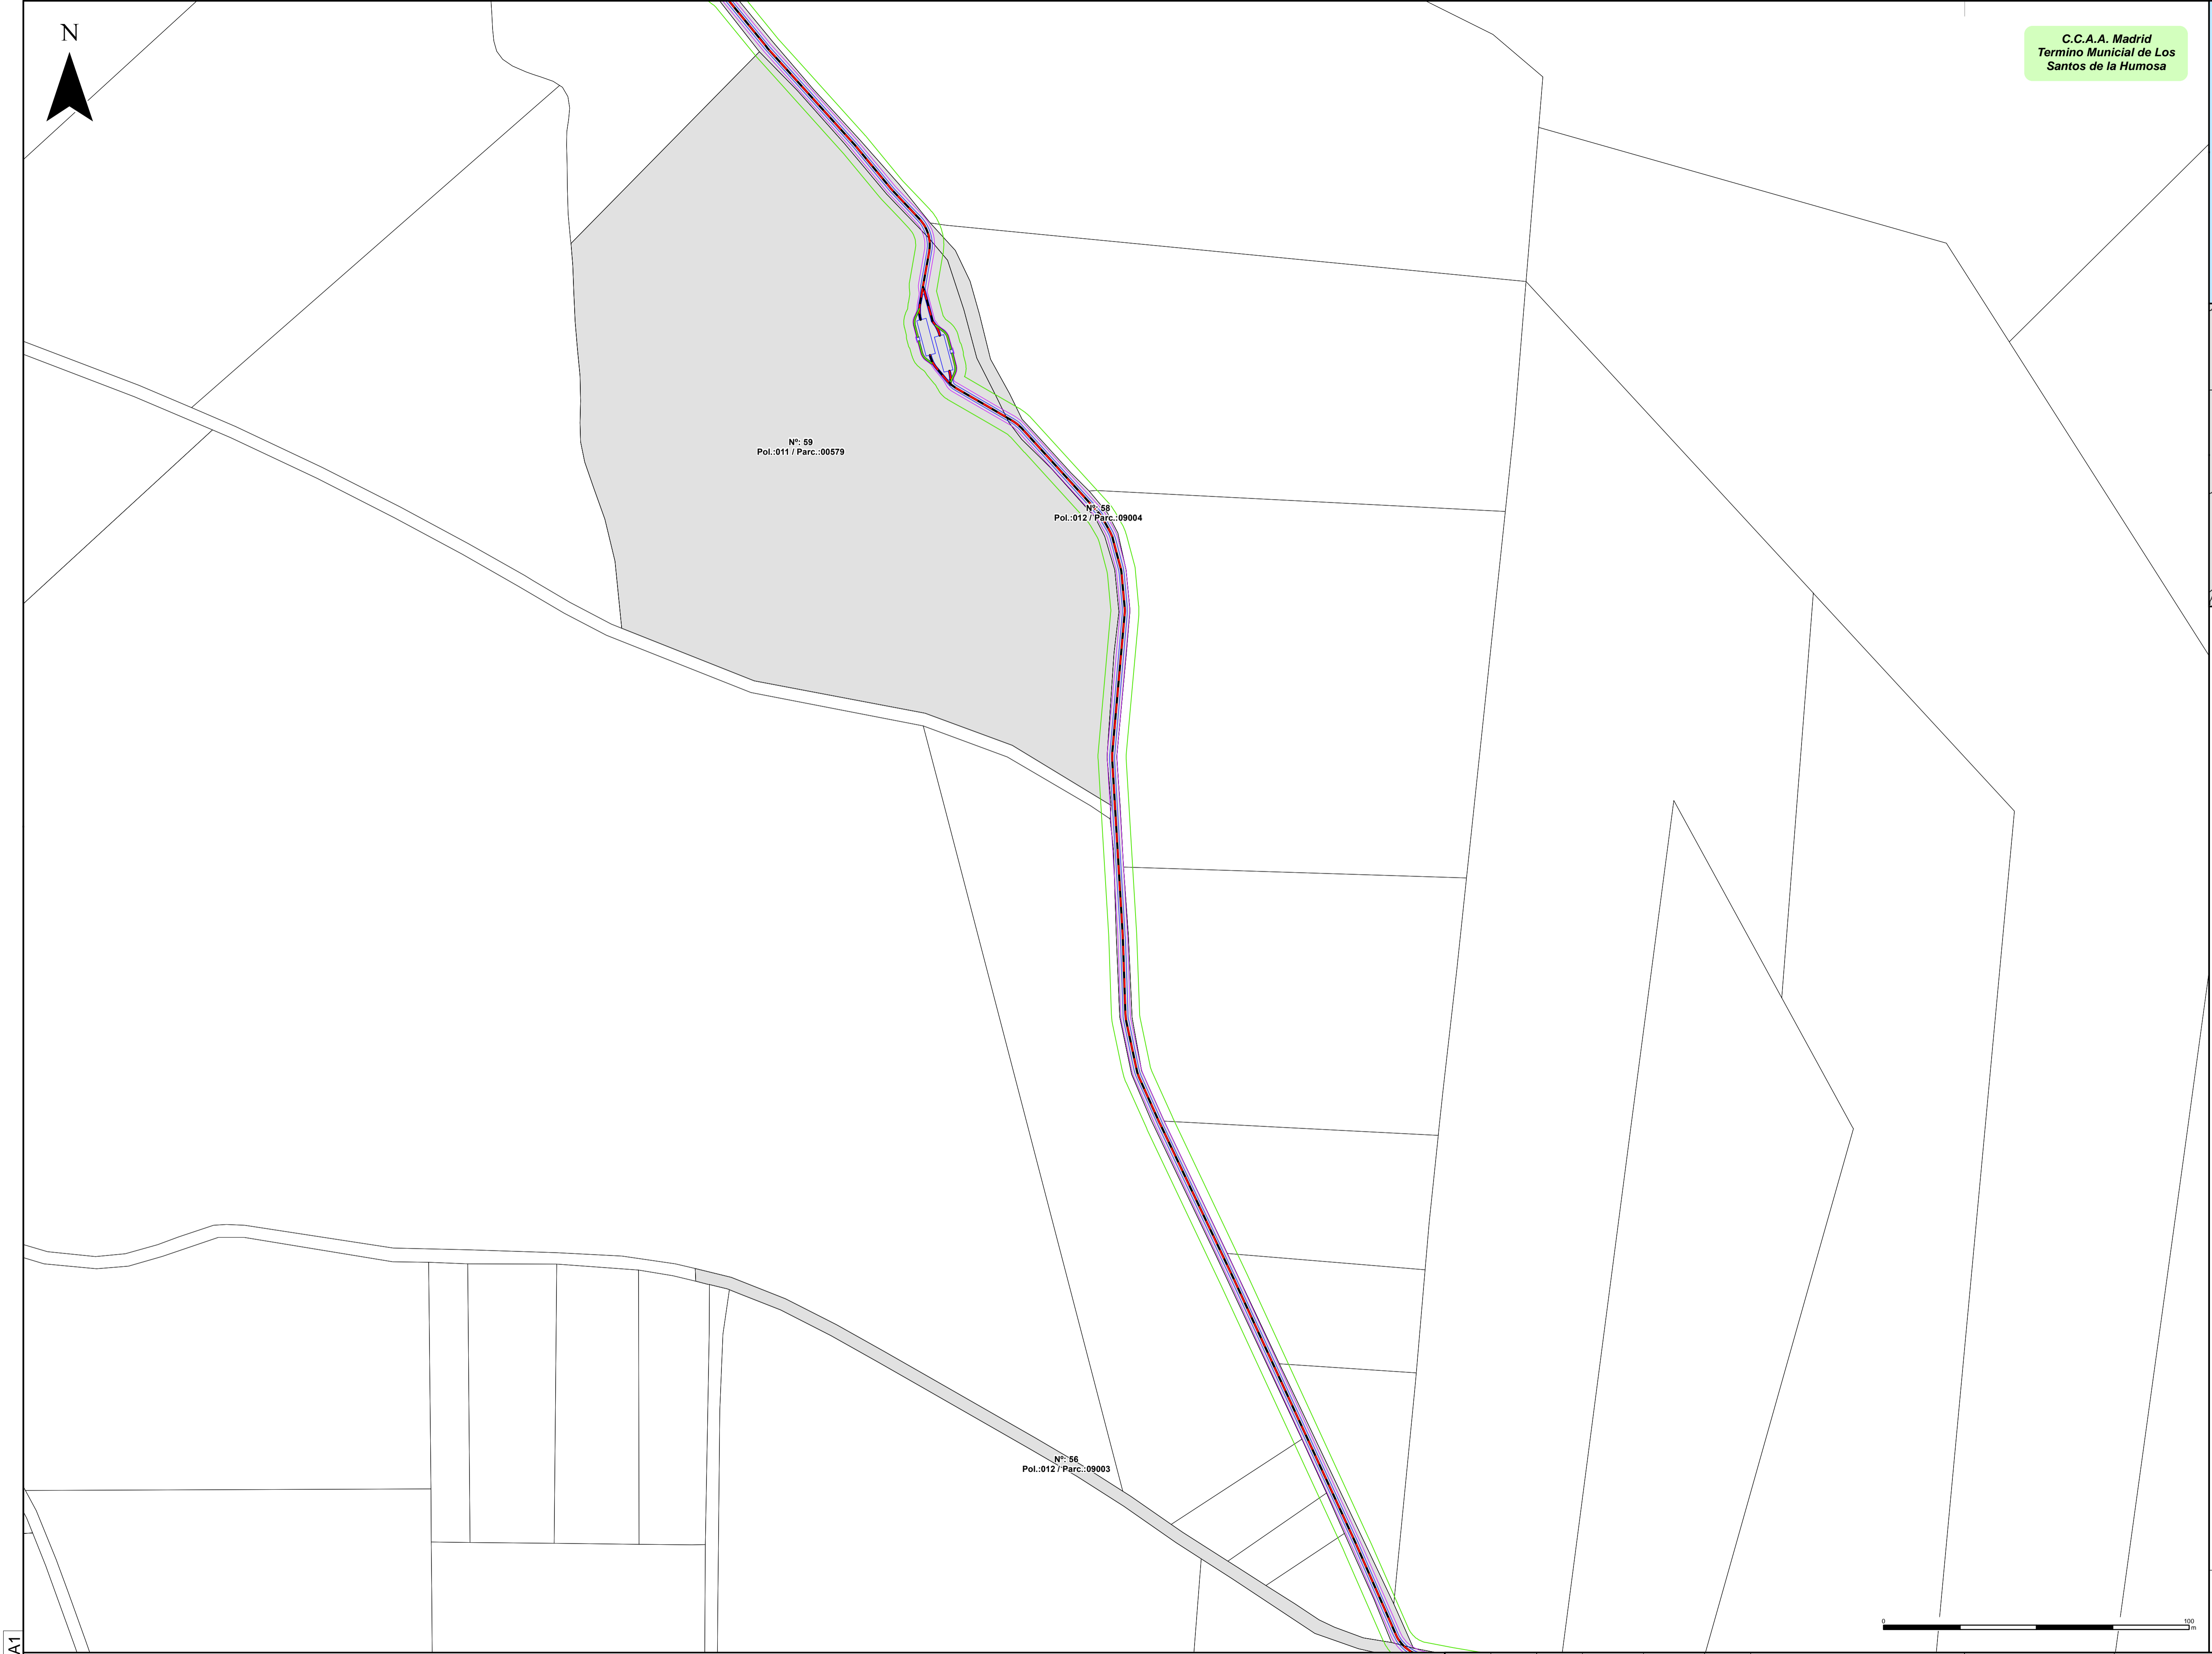 N
C.C.A.A. Madrid
Termino Municial de Los
Santos de la Humosa
Nº: 59
Pol.:011 / Parc.:00579
Nº: 58
Pol.:012 / Parc.:09004
Nº: 56
Pol.:012 / Parc.:09003
0 100
m
A1